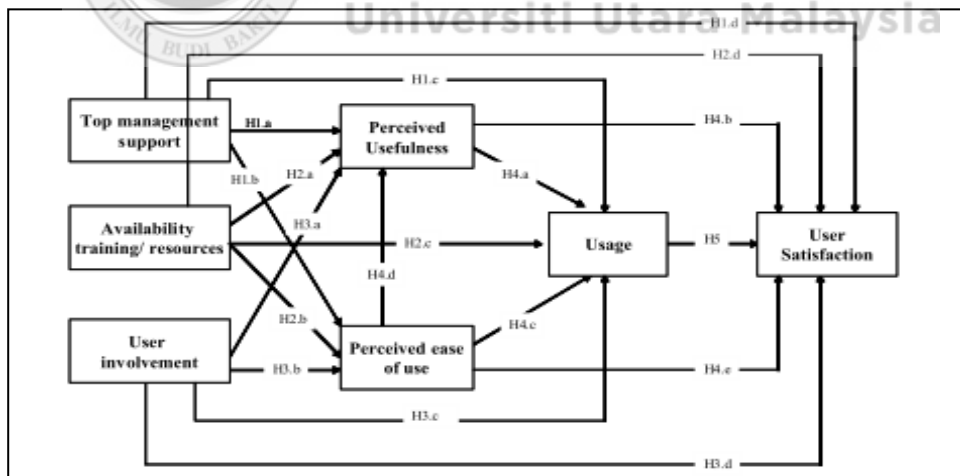 Universiti Utara Malaysia
BUDI BAKTI
H1.d
H2.d
H1.c
Top management
support
H1.a
Perceived
Usefulness
H4.b
H2.a
H4.a
H1.b
Availability
training/ resources
H3.a
H2.c
Usage
H5
User
Satisfaction
H4.d
H2.b
H4.c
User
involvement
Perceived ease
of use
H3.b
H4.e
H3.c
H3.d